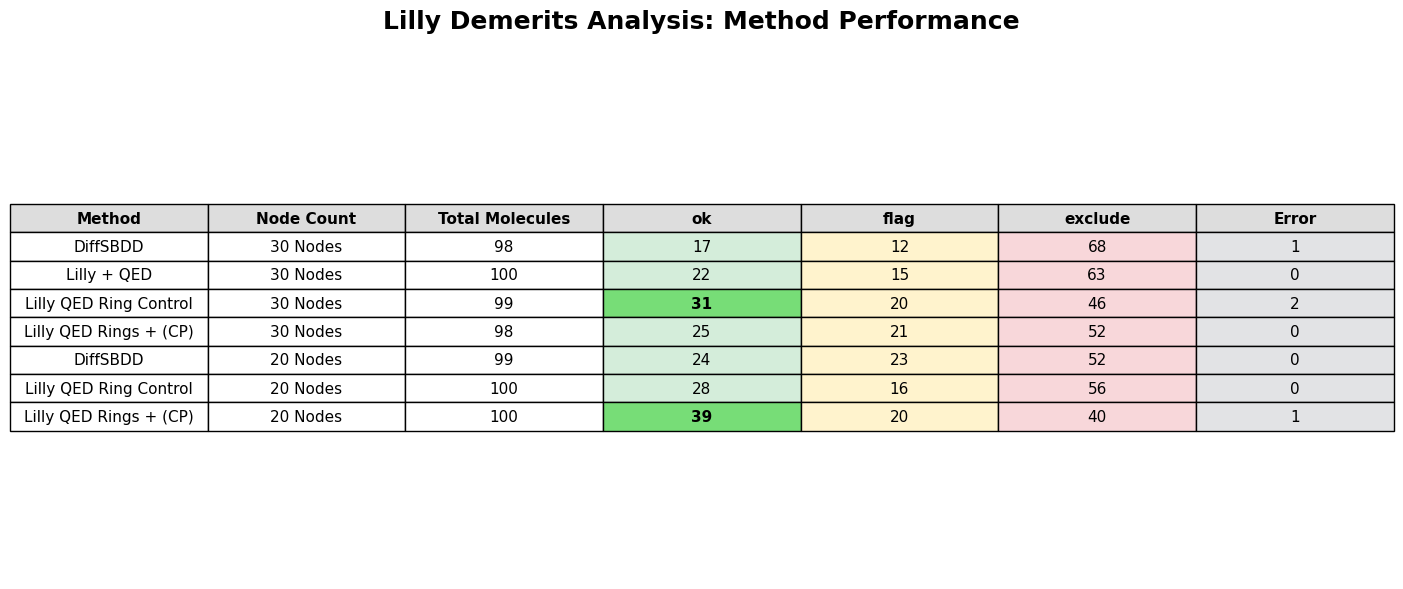 Lilly Demerits Analysis: Method Performance
Method Node Count Total Molecules ok flag exclude Error
DiffSBDD 30 Nodes 98 17 12 68 1
Lilly + QED 30 Nodes 100 22 15 63 0
Lilly QED Ring Control 30 Nodes 99 31 20 46 2
Lilly QED Rings + (CP) 30 Nodes 98 25 21 52 0
DiffSBDD 20 Nodes 99 24 23 52 0
Lilly QED Ring Control 20 Nodes 100 28 16 56 0
Lilly QED Rings + (CP) 20 Nodes 100 39 20 40 1